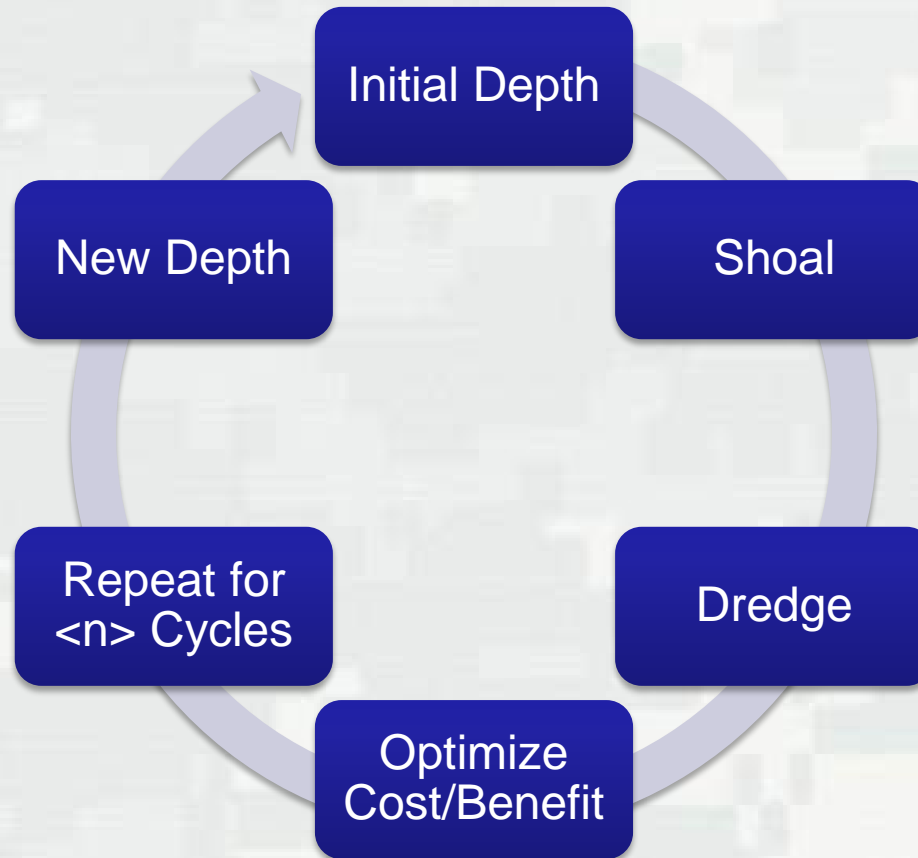 Initial Depth
Shoal
Dredge
Optimize
Cost/Benefit
Repeat for
<n> Cycles
New Depth